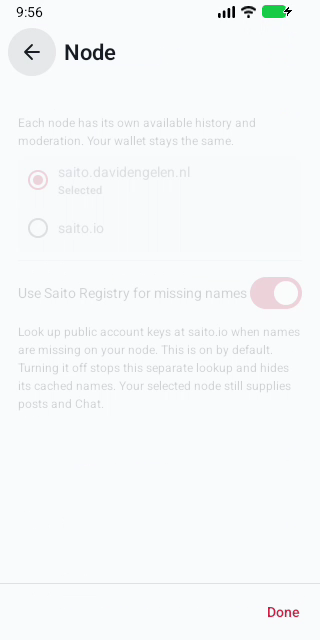 9:56
Node
Each node has its own available history and
moderation. Your wallet stays the same.
saito.davidengelen.nl
Selected
saito.io
Use Saito Registry for missing names
Look up public account keys at saito.io when names
are missing on your node. This is on by default.
Turning it off stops this separate lookup and hides
its cached names. Your selected node still supplies
posts and Chat.
Done